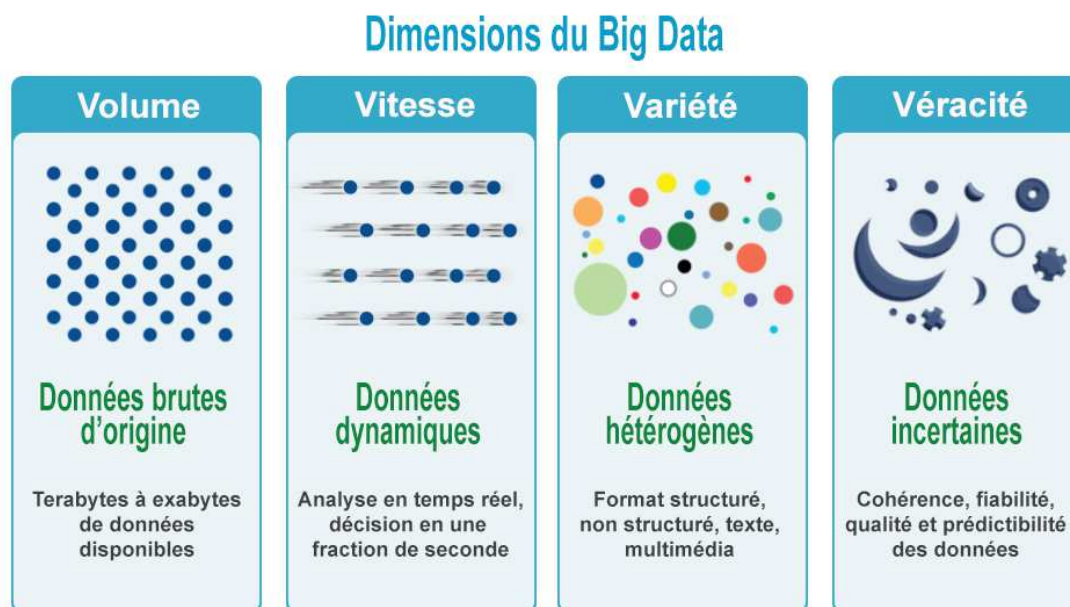 Dimensions du Big Data
Volume
Données brutes
d'origine
Terabytes à exabytes
de données
disponibles
Vitesse
Données
dynamiques
Analyse en temps réel,
décision en une
fraction de seconde
Variété
Données
hétérogènes
Format structuré,
non structuré, texte,
multimédia
Véracité
Données
incertaines
Cohérence, fiabilité,
qualité et prédictibilité
des données